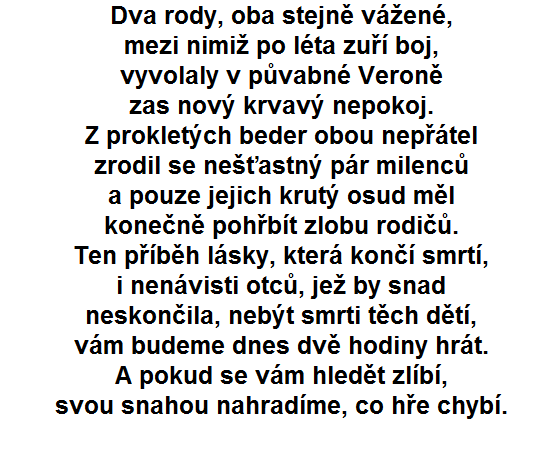 Dva rody, oba stejně vážené,
mezi nimiž po léta zuří boj,
vyvolaly v půvabné Veroně
zas nový krvavý nepokoj.
Z prokletých beder obou nepřátel
zrodil se nešťastný pár milenců
a pouze jejich krutý osud měl
konečně pohřbít zlobu rodičů.
Ten příběh lásky, která končí smrtí,
i nenávisti otců, jež by snad
neskončila, nebýt smrti těch dětí,
vám budeme dnes dvě hodiny hrát.
A pokud se vám hledět zlíbí,
svou snahou nahradíme, co hře chybí.